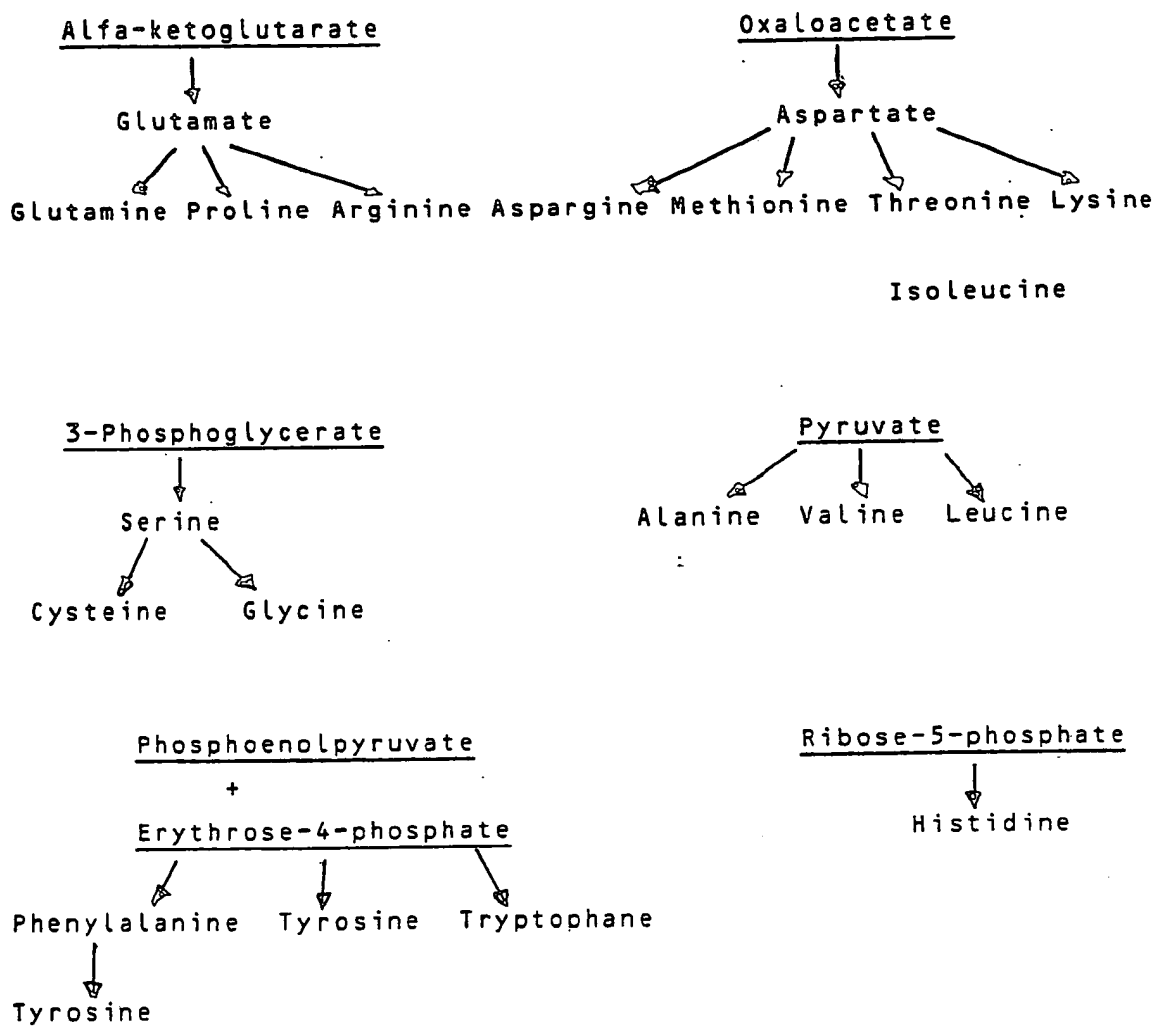 Alfa-ketoglutarate
Oxaloacetate
Glutamate
Aspartate
Glutamine Proline Arginine Aspargine Methionine Threonine Lysine
Isoleucine
3-Phosphoglycerate
Pyruvate
Serine
Alanine Valine Leucine
Cysteine Glycine
Phosphoenolpyruvate
+
Erythrose-4-phosphate
Ribose-5-phosphate
Histidine
Phenylalanine Tyrosine Tryptophane
Tyrosine